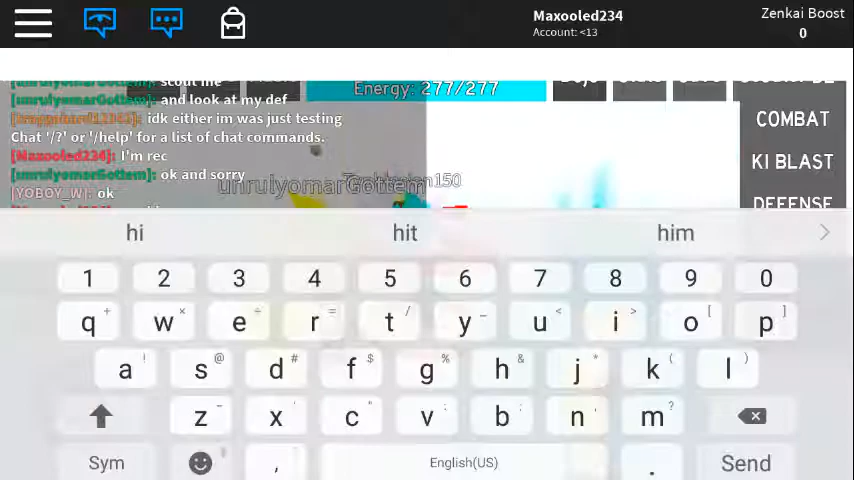 Maxooled234
Account: <13
Zenkai Boost
0
Energy: 277/277
[unrulyomarGottem]: scout me
[unrulyomarGottem]: and look at my def
idk either im was just testing
Chat '/?' or '/help' for a list of chat commands.
[Maxooled234]: I'm rec
[unrulyomarGottem]: ok and sorry
[YOBOY_W]: ok
unrulyomarGottem
COMBAT
KI BLAST
DEFENSE
hi hit him
1 2 3 4 5 6 7 8 9 0
q + w × e ÷ r = t / y _ u < i > o [ p ]
a ! s @ d # f $ g % h & j * k ( l )
z - x ' c " v : b ; n , m ?
Sym , English(US) . Send